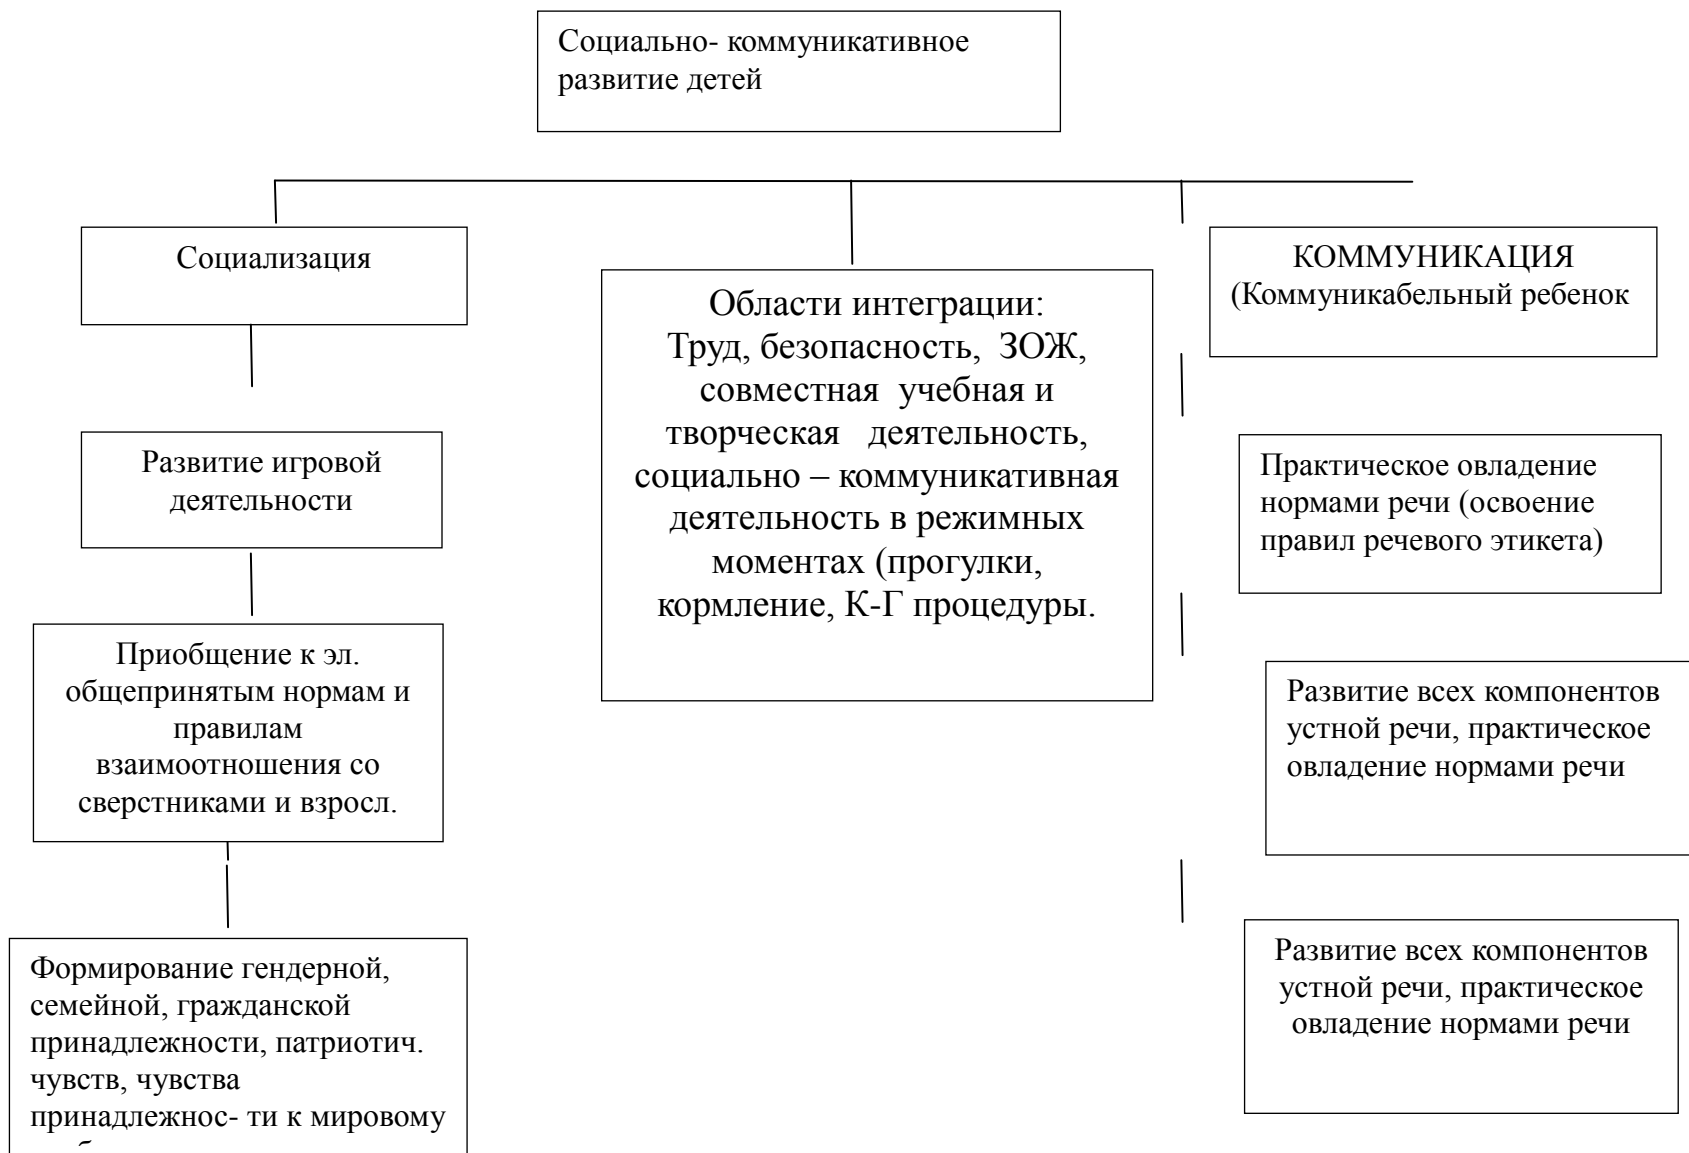 Социально- коммуникативное
развитие детей
Социализация
Развитие игровой
деятельности
Приобщение к эл.
общепринятым нормам и
правилам
взаимоотношения со
сверстниками и взросл.
Формирование гендерной,
семейной, гражданской
принадлежности, патриотич.
чувств, чувства
принадлежнос- ти к мировому
Области интеграции:
Труд, безопасность, ЗОЖ,
совместная учебная и
творческая деятельность,
социально – коммуникативная
деятельность в режимных
моментах (прогулки,
кормление, К-Г процедуры.
КОММУНИКАЦИЯ
(Коммуникабельный ребенок
Практическое овладение
нормами речи (освоение
правил речевого этикета)
Развитие всех компонентов
устной речи, практическое
овладение нормами речи
Развитие всех компонентов
устной речи, практическое
овладение нормами речи